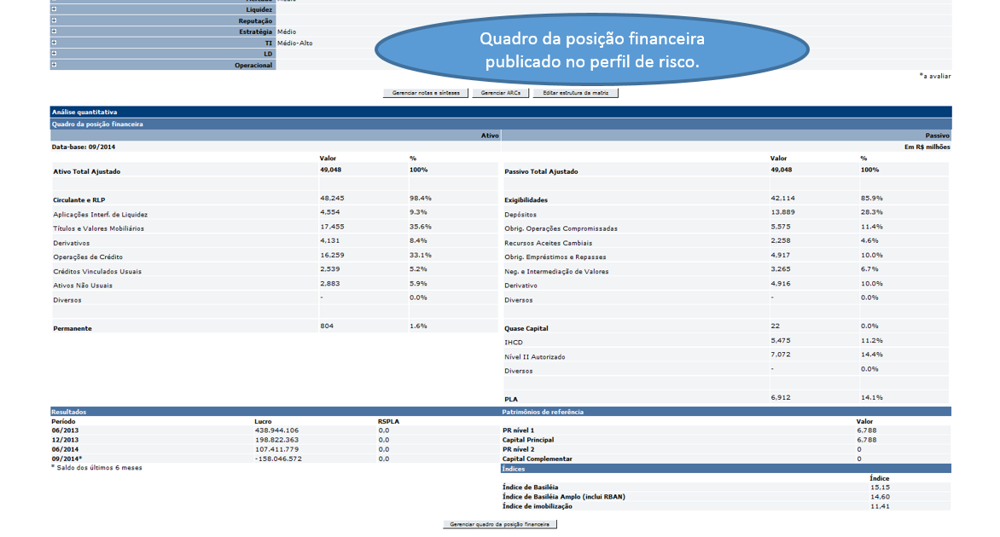 Médio
Liquidez
Reputação
Estratégia Médio
TI Médio-Alto
LD
Operacional
Quadro da posição financeira
publicado no perfil de risco.
*a avaliar
Gerenciar notas e sínteses Gerenciar ARCs Editar estrutura da matriz
Análise quantitativa
Quadro da posição financeira
Ativo Passivo
Data-base: 09/2014 Em R$ milhões
Valor % Valor %
Ativo Total Ajustado 49,048 100% Passivo Total Ajustado 49,048 100%
Circulante e RLP 48,245 98.4% Exigibilidades 42,114 85.9%
Aplicações Interf. de Liquidez 4,554 9.3% Depósitos 13,889 28.3%
Títulos e Valores Mobiliários 17,455 35.6% Obrig. Operações Compromissadas 5,575 11.4%
Derivativos 4,131 8.4% Recursos Aceites Cambiais 2,258 4.6%
Operações de Crédito 16,259 33.1% Obrig. Empréstimos e Repasses 4,917 10.0%
Créditos Vinculados Usuais 2,539 5.2% Neg. e Intermediação de Valores 3,265 6.7%
Ativos Não Usuais 2,883 5.9% Derivativo 4,916 10.0%
Diversos - 0.0% Diversos - 0.0%
Permanente 804 1.6% Quase Capital 22 0.0%
IHCD 5,475 11.2%
Nível II Autorizado 7,072 14.4%
Diversos - 0.0%
PLA 6,912 14.1%
Resultados Patrimônios de referência
Período Lucro RSPLA Valor
06/2013 438.944.106 0,0 PR nível 1 6.788
12/2013 198.822.363 0,0 Capital Principal 6.788
06/2014 107.411.779 0,0 PR nível 2 0
09/2014* -158.046.572 0,0 Capital Complementar 0
* Saldo dos últimos 6 meses Índices
Índice
Índice de Basiléia 15,15
Índice de Basiléia Amplo (inclui RBAN) 14,60
Índice de imobilização 11,41
Gerenciar quadro da posição financeira